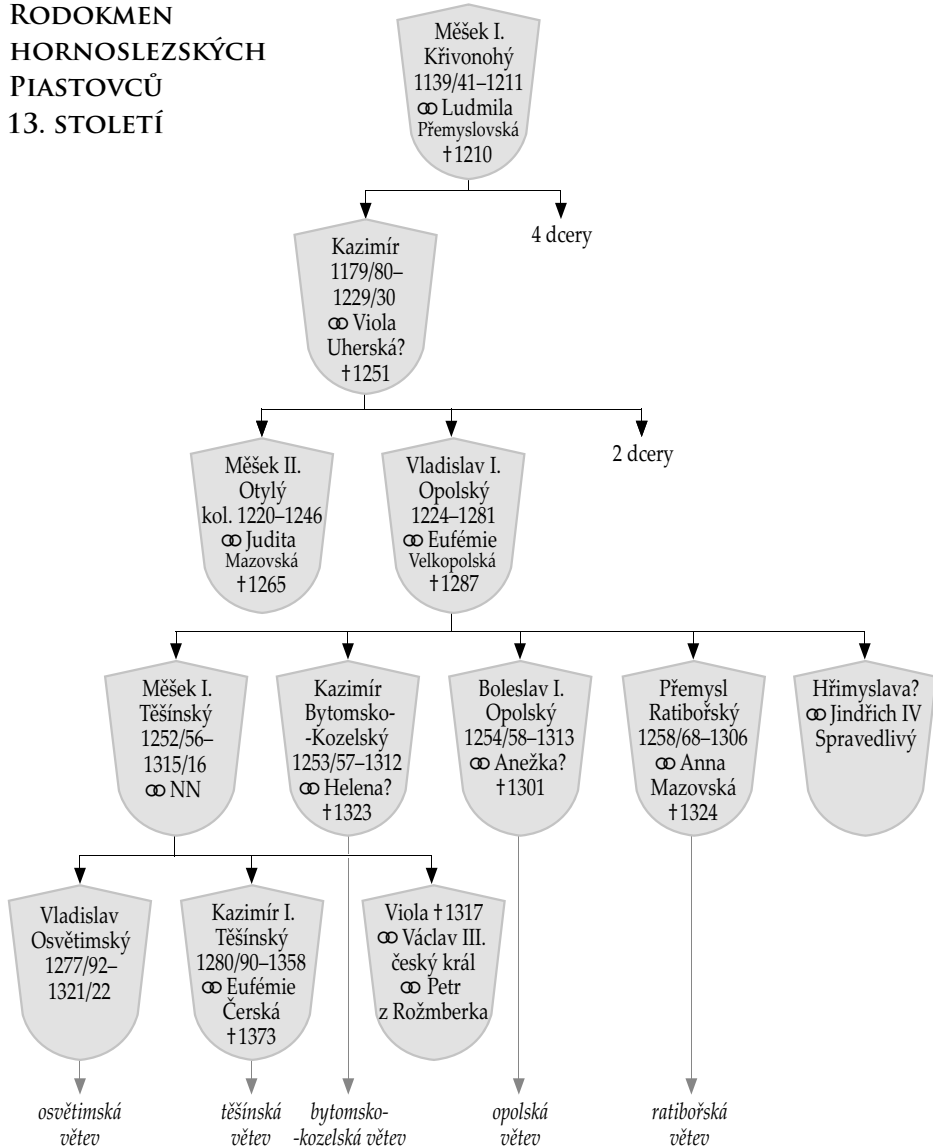 Rodokmen
hornoslezských
Piastovců
13. století
Měšek I.
Křivonohý
1139/41–1211
⚭ Ludmila
Přemyslovská
†1210
4 dcery
Kazimír
1179/80–
1229/30
⚭ Viola
Uherská?
†1251
2 dcery
Měšek II.
Otylý
kol. 1220–1246
⚭ Judita
Mazovská
†1265
Vladislav I.
Opolský
1224–1281
⚭ Eufémie
Velkopolská
†1287
Měšek I.
Těšínský
1252/56–
1315/16
⚭ NN
Kazimír
Bytomsko-
-Kozelský
1253/57–1312
⚭ Helena?
†1323
Boleslav I.
Opolský
1254/58–1313
⚭ Anežka?
†1301
Přemysl
Ratibořský
1258/68–1306
⚭ Anna
Mazovská
†1324
Hřimyslava?
⚭ Jindřich IV
Spravedlivý
Vladislav
Osvětimský
1277/92–
1321/22
Kazimír I.
Těšínský
1280/90–1358
⚭ Eufémie
Čerská
†1373
Viola †1317
⚭ Václav III.
český král
⚭ Petr
z Rožmberka
osvětimská
větev
těšínská
větev
bytomsko-
-kozelská větev
opolská
větev
ratibořská
větev